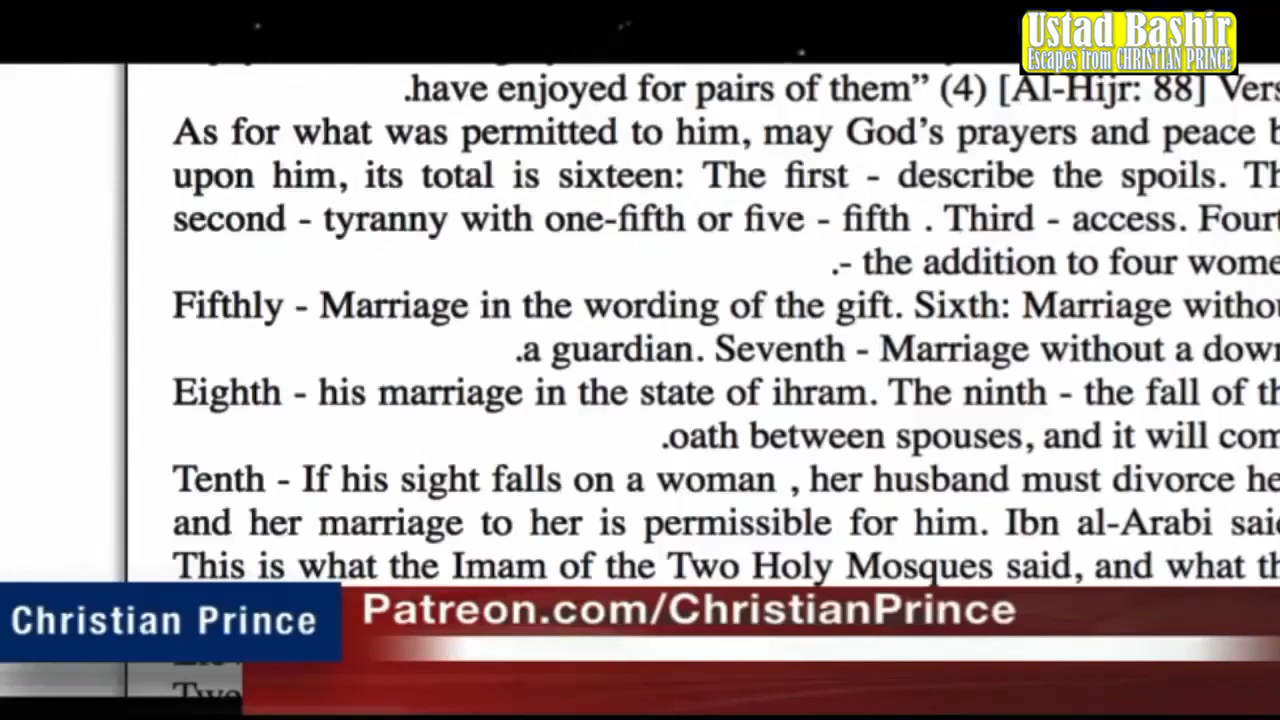 Ustad Bashir
Escapes from CHRISTIAN PRINCE
.have enjoyed for pairs of them” (4) [Al-Hijr: 88] Vers
As for what was permitted to him, may God’s prayers and peace b
upon him, its total is sixteen: The first - describe the spoils. Th
second - tyranny with one-fifth or five - fifth . Third - access. Fourt
.- the addition to four wome
Fifthly - Marriage in the wording of the gift. Sixth: Marriage withou
.a guardian. Seventh - Marriage without a down
Eighth - his marriage in the state of ihram. The ninth - the fall of th
.oath between spouses, and it will com
Tenth - If his sight falls on a woman , her husband must divorce he
and her marriage to her is permissible for him. Ibn al-Arabi said
This is what the Imam of the Two Holy Mosques said, and what th
Christian Prince
Patreon.com/ChristianPrince